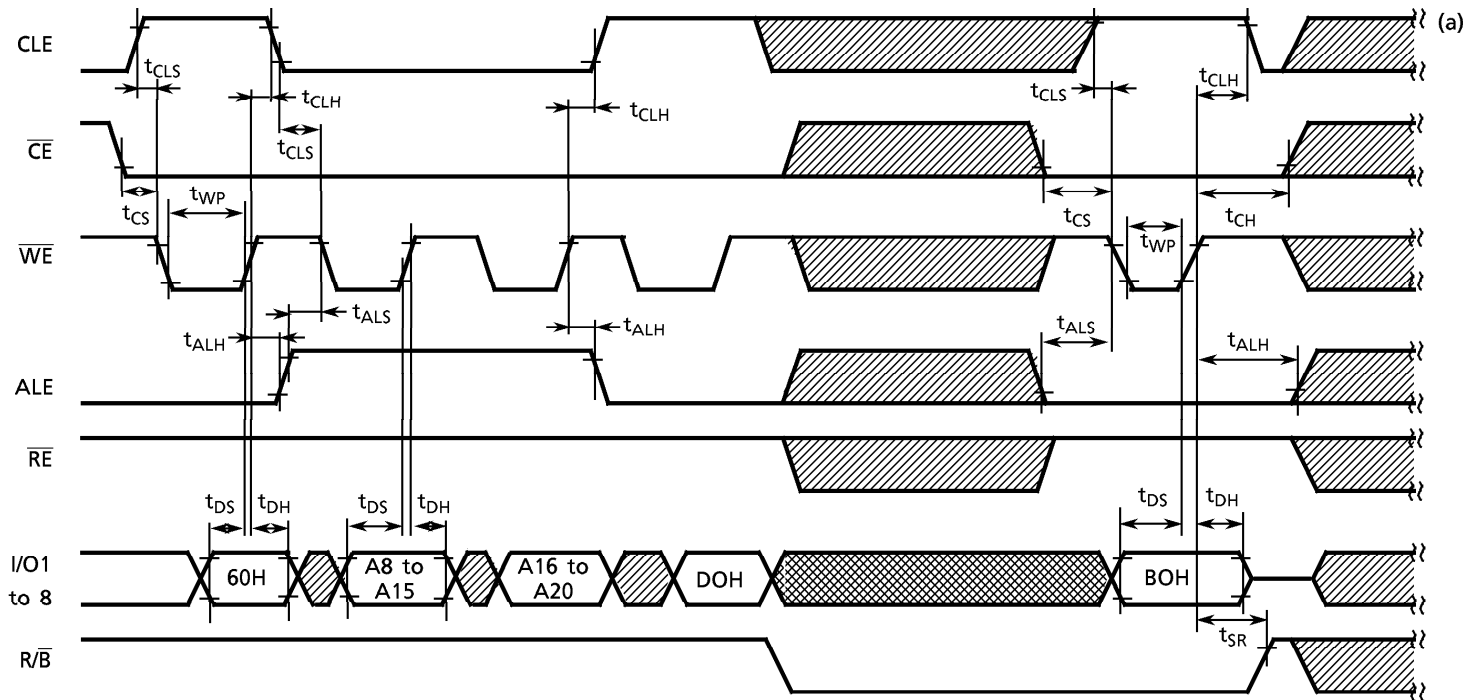 CLE
(a)
tCLS
tCLH
tCLS
tCLH
tCLS
tCLH
CE
tCS
tWP
tCS
tCH
WE
tWP
tALH
tALS
tALH
tALS
tALH
ALE
RE
tDS
tDH
tDS
tDH
tDS
tDH
I/O1
to 8
60H
A8 to
A15
A16 to
A20
DOH
BOH
tSR
R/B